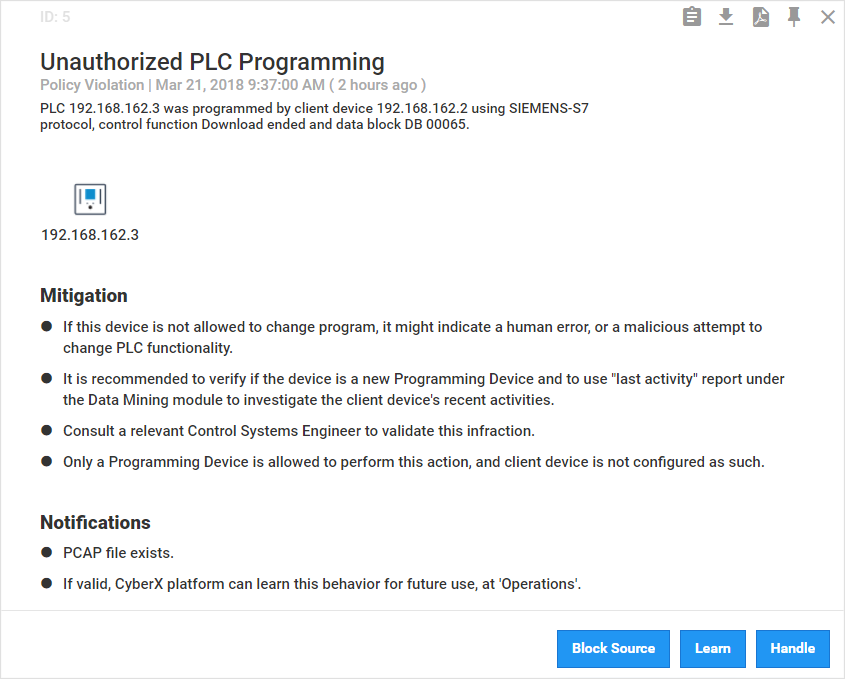 ID: 5
Unauthorized PLC Programming
Policy Violation | Mar 21, 2018 9:37:00 AM ( 2 hours ago )
PLC 192.168.162.3 was programmed by client device 192.168.162.2 using SIEMENS-S7
protocol, control function Download ended and data block DB 00065.
192.168.162.3
Mitigation
If this device is not allowed to change program, it might indicate a human error, or a malicious attempt to
change PLC functionality.
It is recommended to verify if the device is a new Programming Device and to use "last activity" report under
the Data Mining module to investigate the client device's recent activities.
Consult a relevant Control Systems Engineer to validate this infraction.
Only a Programming Device is allowed to perform this action, and client device is not configured as such.
Notifications
PCAP file exists.
If valid, CyberX platform can learn this behavior for future use, at 'Operations'.
Block Source
Learn
Handle